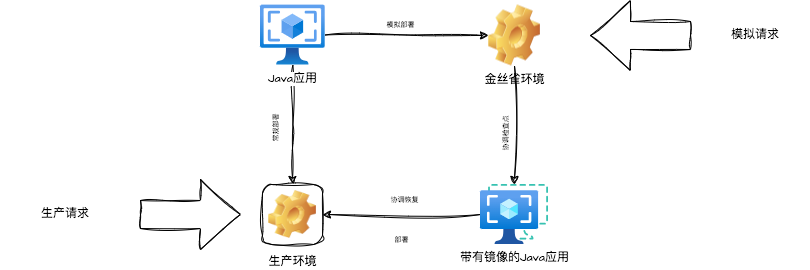 模拟部署
模拟请求
Java应用
金丝雀环境
常规部署
协调检查点
生产请求
协调恢复
部署
生产环境
带有镜像的Java应用